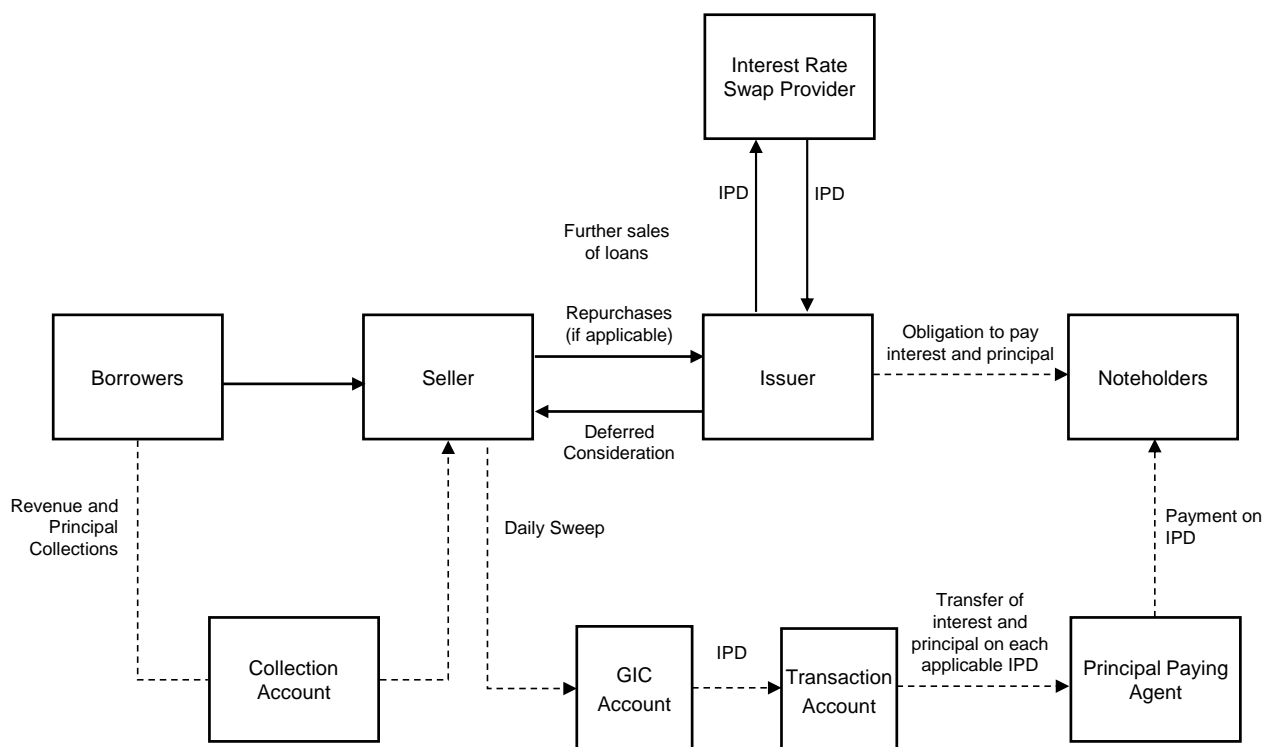 Interest Rate
Swap Provider
IPD
IPD
Further sales
of loans
Repurchases
(if applicable)
Obligation to pay
interest and principal
Borrowers
Seller
Issuer
Noteholders
Deferred
Consideration
Revenue and
Principal
Collections
Daily Sweep
Payment on
IPD
Transfer of
interest and
principal on each
applicable IPD
Collection
Account
GIC
Account
IPD
Transaction
Account
Principal Paying
Agent